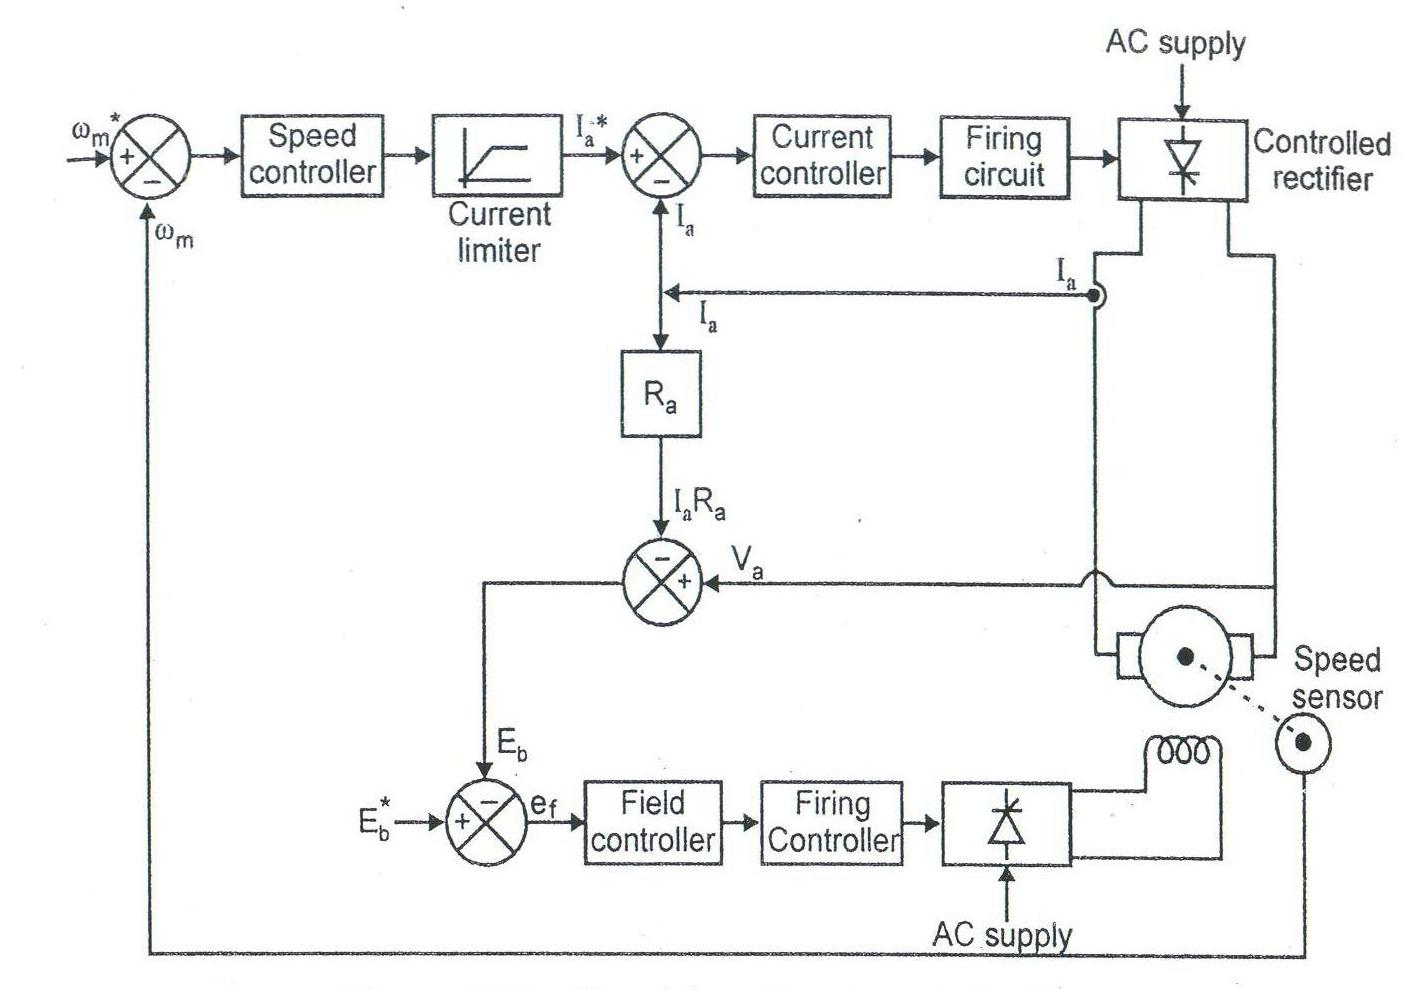 AC supply
ωm*
+
−
Speed
controller
Current
limiter
Ia*
+
−
Current
controller
Firing
circuit
Controlled
rectifier
ωm
Ia
Ia
Ia
Ra
IaRa
−
+
Va
Speed
sensor
Eb
Eb*
+
−
ef
Field
controller
Firing
Controller
AC supply